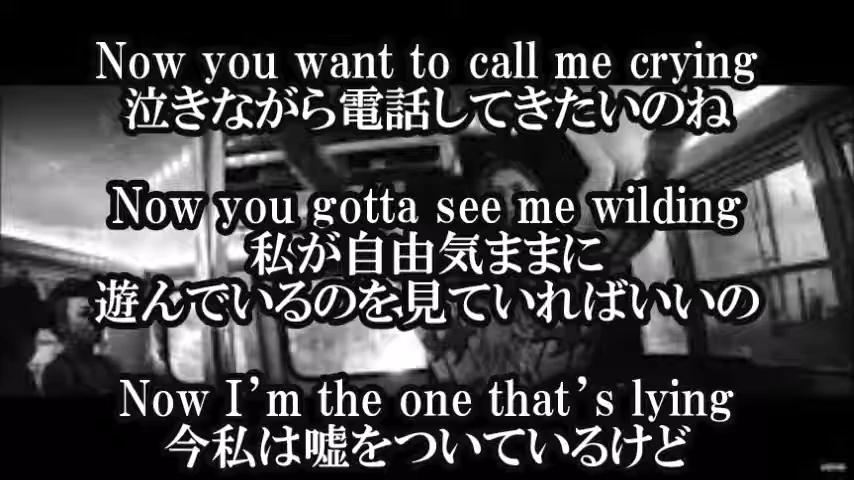 Now you want to call me crying
泣きながら電話してきたいのね
Now you gotta see me wilding
私が自由気ままに
遊んでいるのを見ていればいいの
Now I’m the one that’s lying
今私は嘘をついているけど